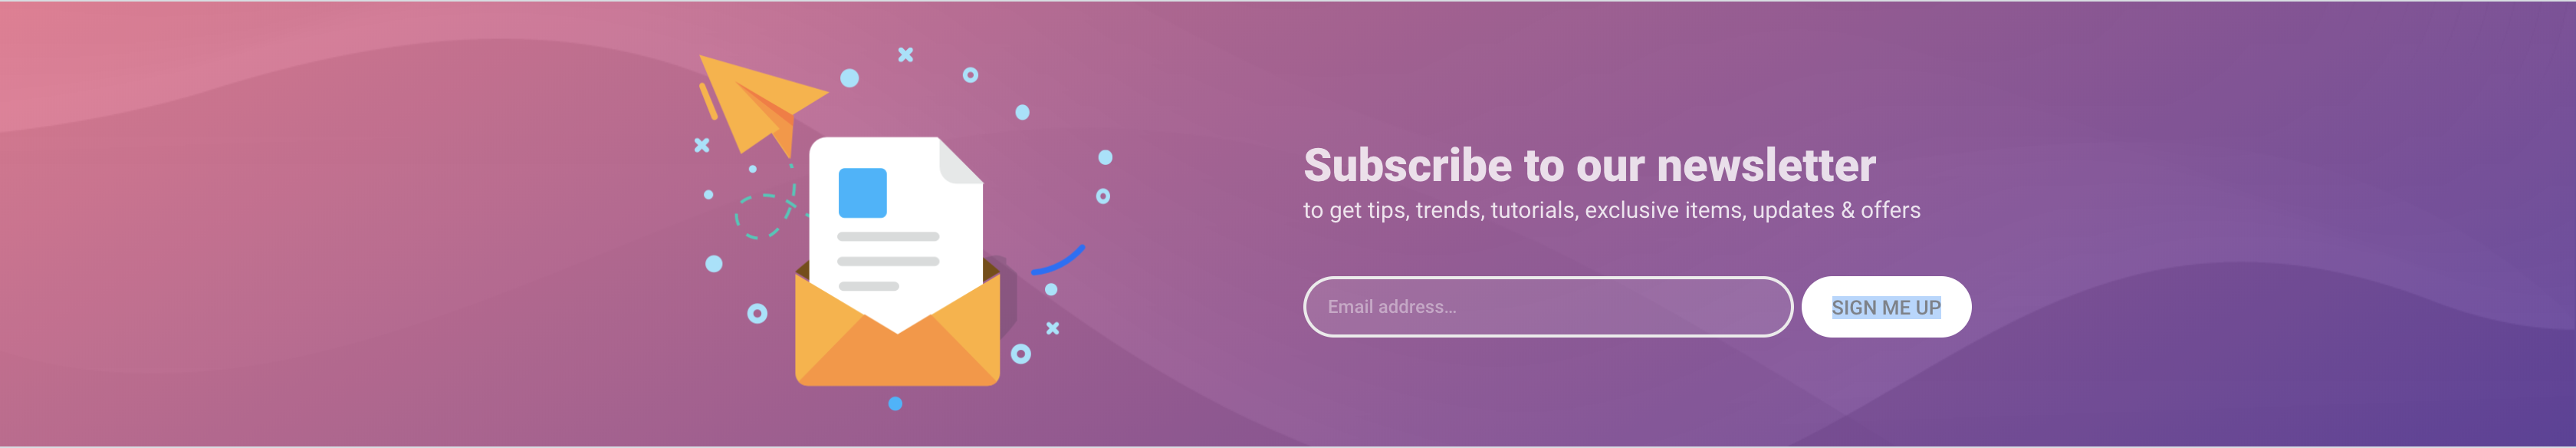 Subscribe to our newsletter
to get tips, trends, tutorials, exclusive items, updates & offers
Email address...
SIGN ME UP